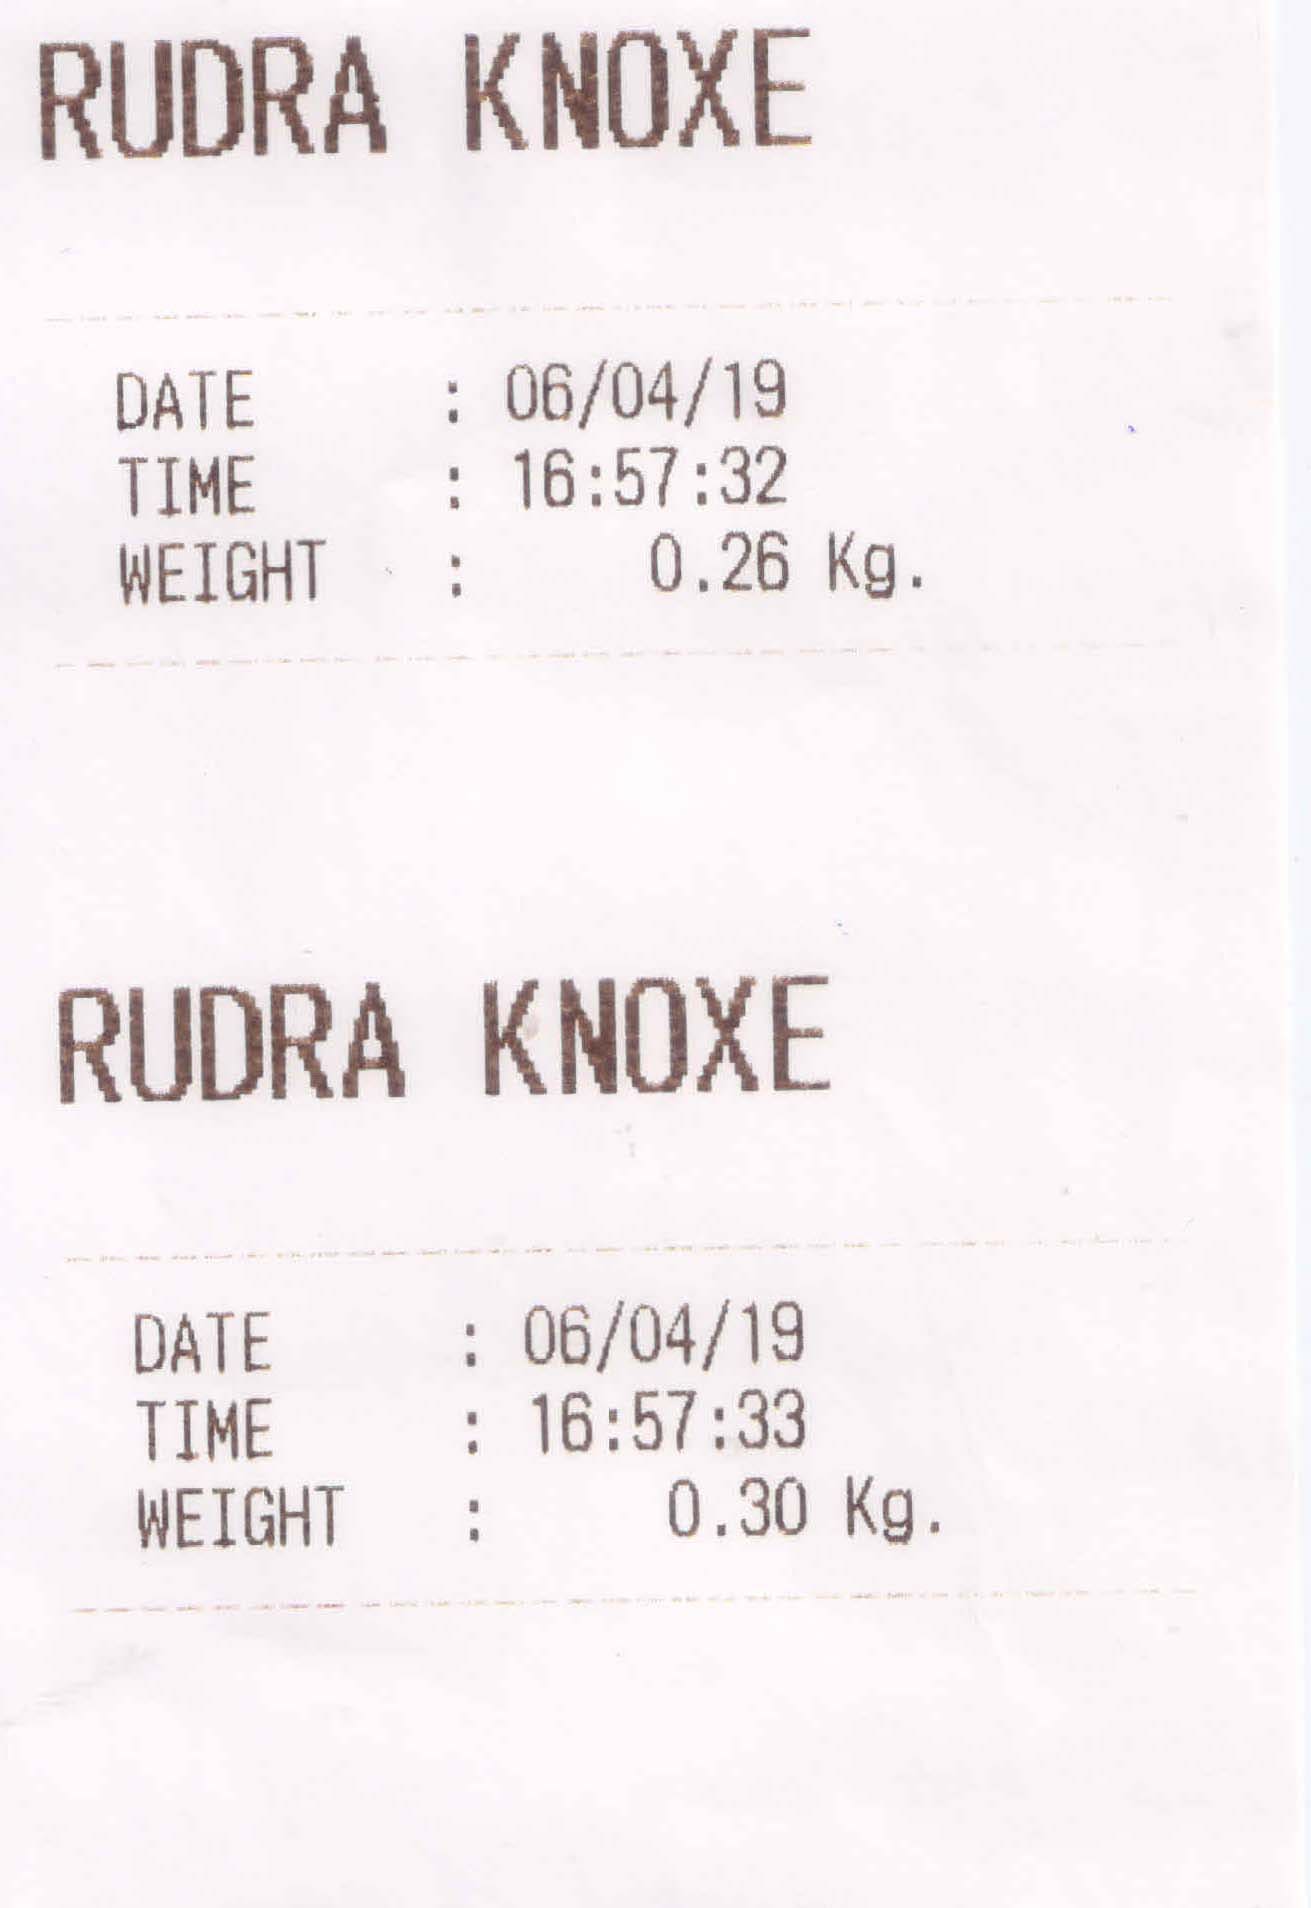 RUDRA KNOXE
DATE : 06/04/19
TIME : 16:57:32
WEIGHT : 0.26 Kg.
RUDRA KNOXE
DATE : 06/04/19
TIME : 16:57:33
WEIGHT : 0.30 Kg.